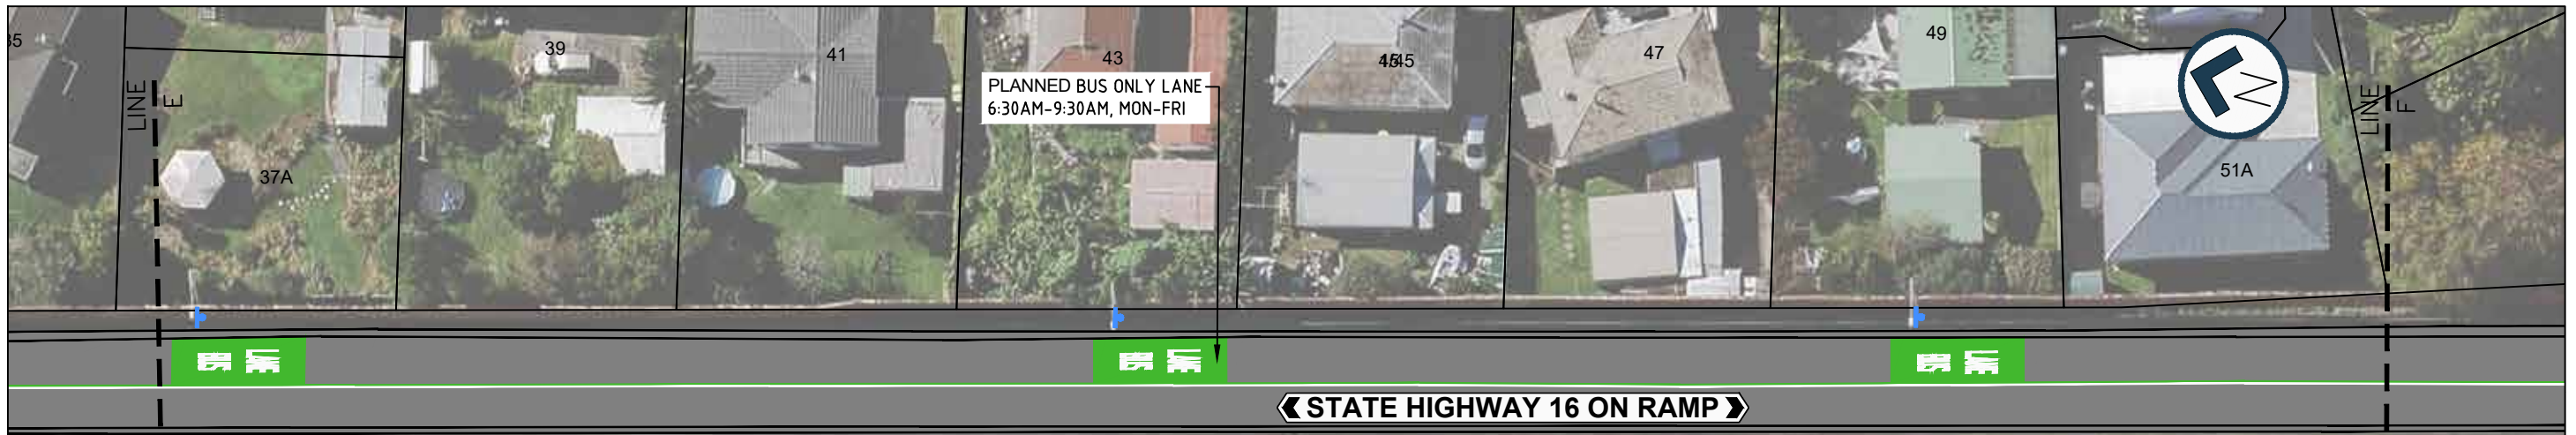 35
39
41
43
47
49
LINE
E
37A
PLANNED BUS ONLY LANE
6:30AM-9:30AM, MON-FRI
N
51A
LINE
F
STATE HIGHWAY 16 ON RAMP